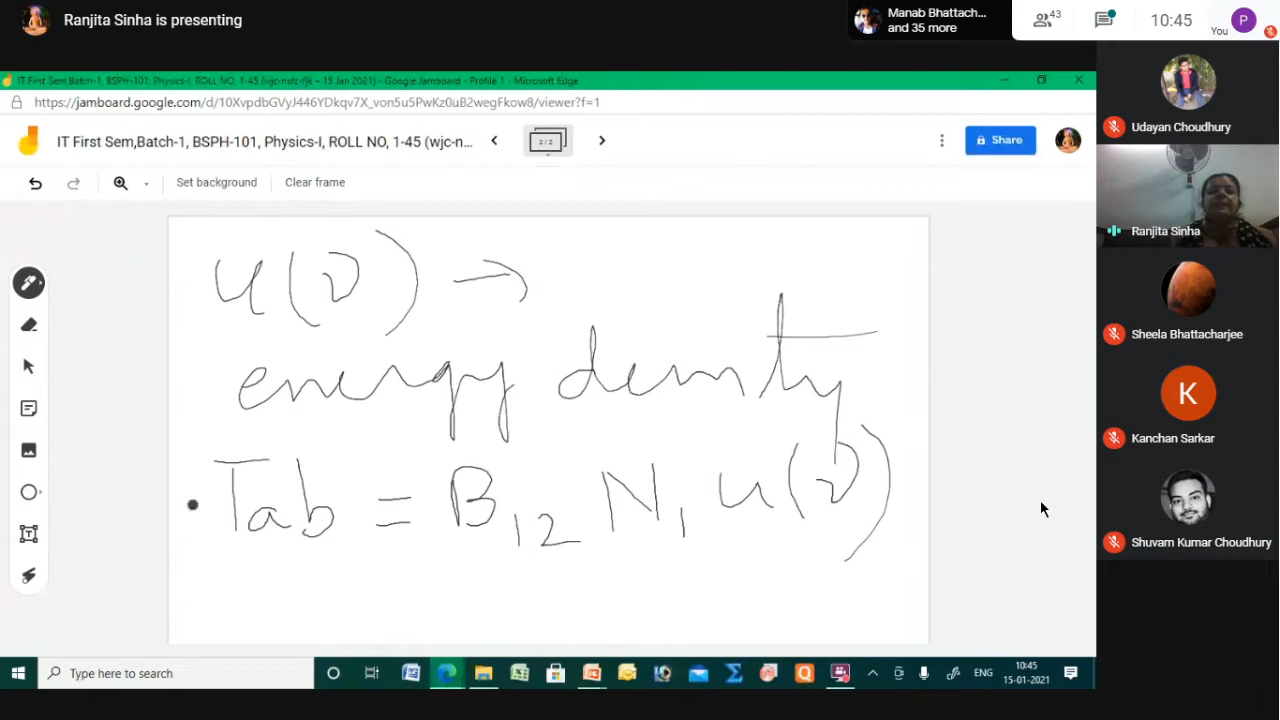 Ranjita Sinha is presenting
Manab Bhattach...
and 35 more
43
10:45
You
P
IT First Sem,Batch-1, BSPH-101, Physics-I, ROLL NO, 1-45 (wjc-nsfc-fjk – 15 Jan 2021) - Google Jamboard - Profile 1 - Microsoft Edge
https://jamboard.google.com/d/10XvpdbGVyJ446YDkqv7X_von5u5PwKz0uB2wegFkow8/viewer?f=1
IT First Sem,Batch-1, BSPH-101, Physics-I, ROLL NO, 1-45 (wjc-n...
2/2
Share
Set background
Clear frame
u(ν) →
energy density
Tab = B12 N1 u(ν)
Udayan Choudhury
Ranjita Sinha
Sheela Bhattacharjee
K
Kanchan Sarkar
Shuvam Kumar Choudhury
Type here to search
ENG
10:45
15-01-2021